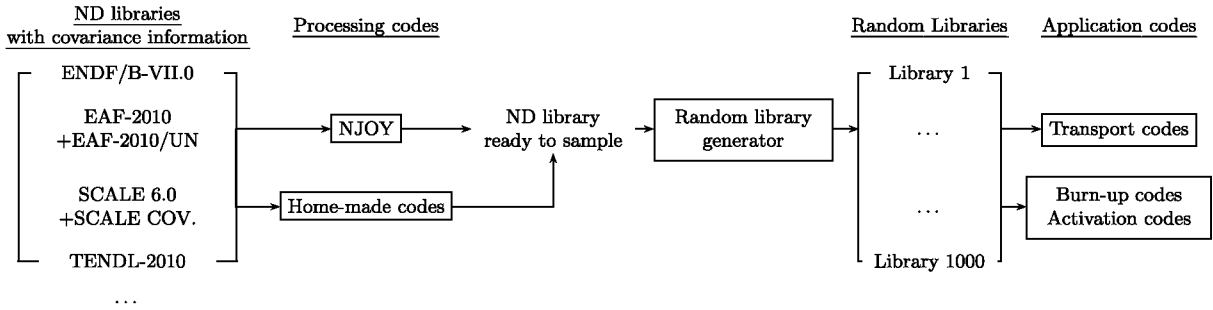 ND libraries
with covariance information
Processing codes
Random Libraries
Application codes
ENDF/B-VII.0
EAF-2010
+EAF-2010/UN
SCALE 6.0
+SCALE COV.
TENDL-2010
...
NJOY
Home-made codes
ND library
ready to sample
Random library
generator
Library 1
...
...
Library 1000
Transport codes
Burn-up codes
Activation codes